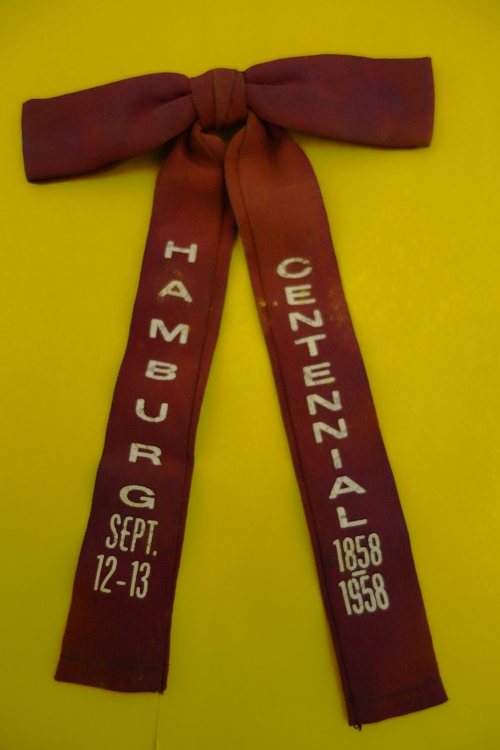 HAMBURG
SEPT.
12-13
CENTENNIAL
1858
1958